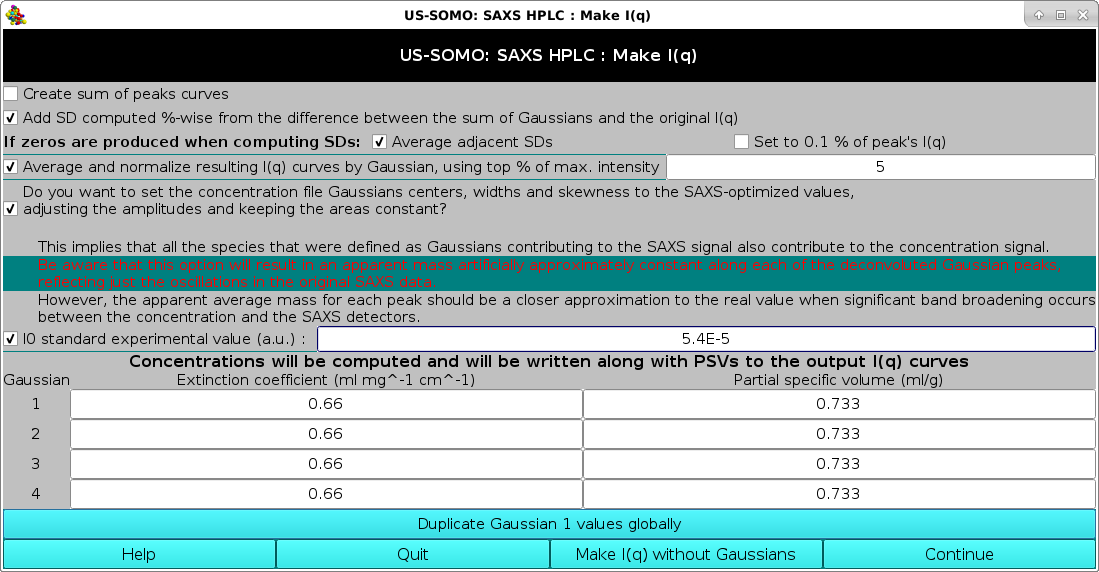 US-SOMO: SAXS HPLC : Make I(q)
US-SOMO: SAXS HPLC : Make I(q)
Create sum of peaks curves
Add SD computed %-wise from the difference between the sum of Gaussians and the original I(q)
If zeros are produced when computing SDs: Average adjacent SDs Set to 0.1 % of peak's I(q)
Average and normalize resulting I(q) curves by Gaussian, using top % of max. intensity 5
Do you want to set the concentration file Gaussians centers, widths and skewness to the SAXS-optimized values,
adjusting the amplitudes and keeping the areas constant?
This implies that all the species that were defined as Gaussians contributing to the SAXS signal also contribute to the concentration signal.
Be aware that this option will result in an apparent mass artificially approximately constant along each of the deconvoluted Gaussian peaks,
reflecting just the oscillations in the original SAXS data.
However, the apparent average mass for each peak should be a closer approximation to the real value when significant band broadening occurs
between the concentration and the SAXS detectors.
I0 standard experimental value (a.u.) : 5.4E-5
Concentrations will be computed and will be written along with PSVs to the output I(q) curves
Gaussian Extinction coefficient (ml mg^-1 cm^-1) Partial specific volume (ml/g)
1 0.66 0.733
2 0.66 0.733
3 0.66 0.733
4 0.66 0.733
Duplicate Gaussian 1 values globally
Help Quit Make I(q) without Gaussians Continue